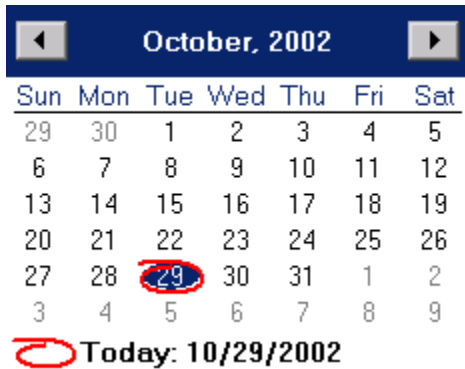 October, 2002
Sun Mon Tue Wed Thu Fri Sat
29 30 1 2 3 4 5
6 7 8 9 10 11 12
13 14 15 16 17 18 19
20 21 22 23 24 25 26
27 28 29 30 31 1 2
3 4 5 6 7 8 9
Today: 10/29/2002